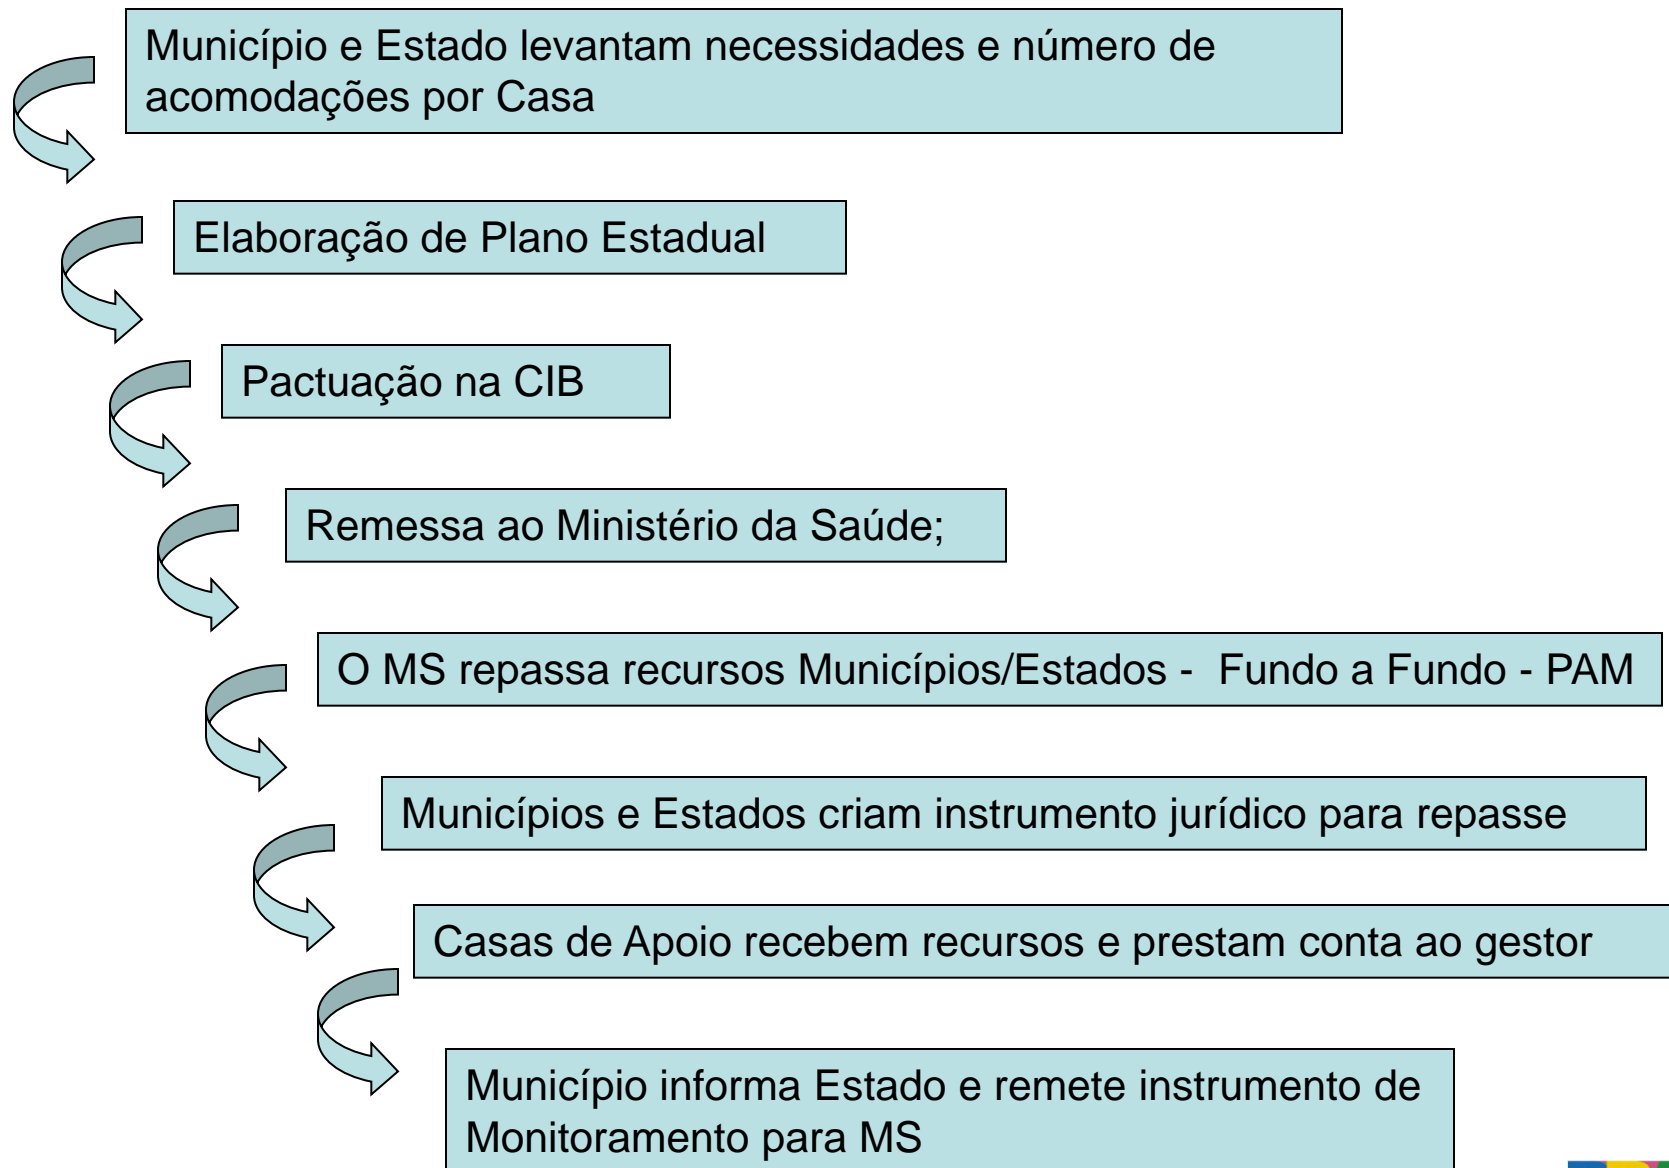 Município e Estado levantam necessidades e número de
acomodações por Casa
Elaboração de Plano Estadual
Pactuação na CIB
Remessa ao Ministério da Saúde;
O MS repassa recursos Municípios/Estados - Fundo a Fundo - PAM
Municípios e Estados criam instrumento jurídico para repasse
Casas de Apoio recebem recursos e prestam conta ao gestor
Município informa Estado e remete instrumento de
Monitoramento para MS